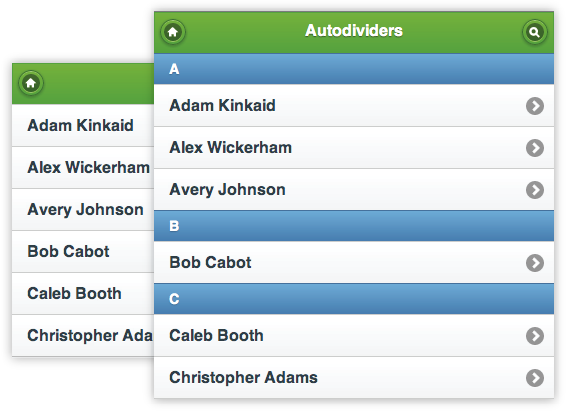 Adam Kinkaid
Alex Wickerham
Avery Johnson
Bob Cabot
Caleb Booth
Christopher Ada
Autodividers
A
Adam Kinkaid
Alex Wickerham
Avery Johnson
B
Bob Cabot
C
Caleb Booth
Christopher Adams